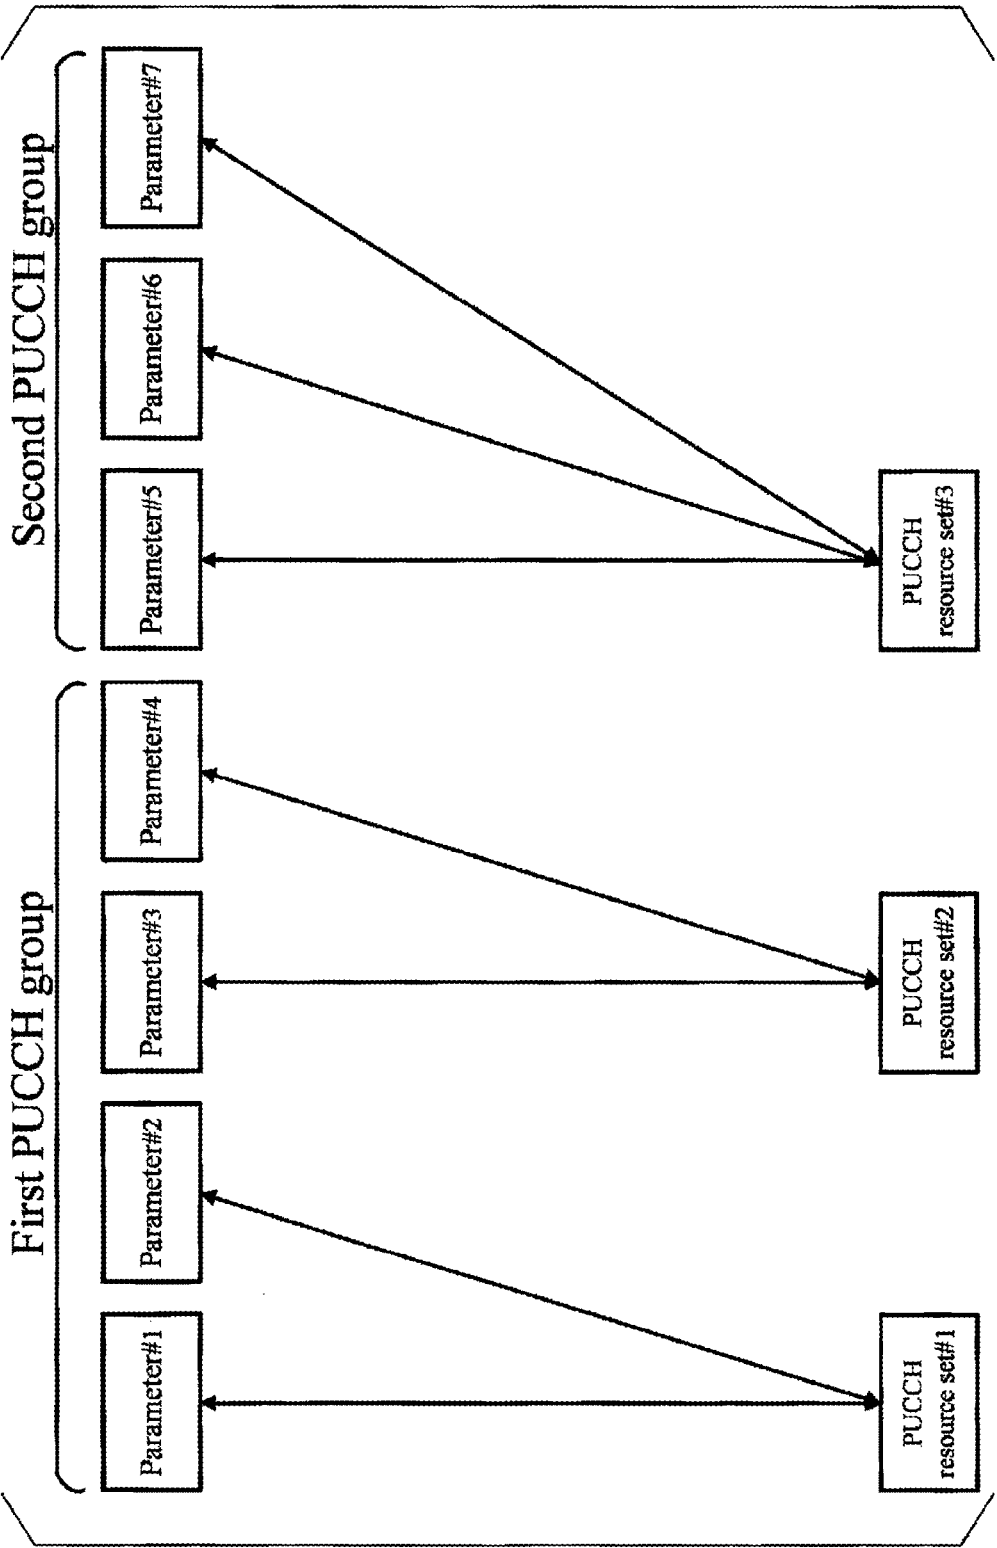 First PUCCH group
Second PUCCH group
Parameter#1
Parameter#2
Parameter#3
Parameter#4
Parameter#5
Parameter#6
Parameter#7
PUCCH
resource set#1
PUCCH
resource set#2
PUCCH
resource set#3